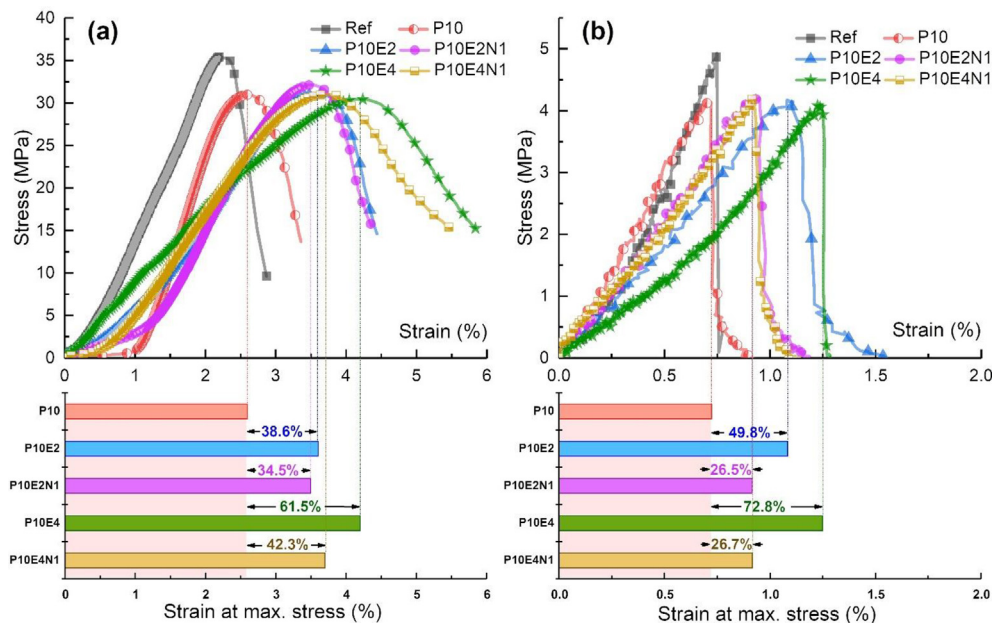 (a)
Ref P10
P10E2 P10E2N1
P10E4 P10E4N1
40
35
30
25
20
15
10
5
0
Stress (MPa)
Strain (%)
0 1 2 3 4 5 6
P10
P10E2
P10E2N1
P10E4
P10E4N1
38.6%
34.5%
61.5%
42.3%
0 1 2 3 4 5 6
Strain at max. stress (%)
(b)
Ref P10
P10E2 P10E2N1
P10E4 P10E4N1
5
4
3
2
1
0
Stress (MPa)
Strain (%)
0.0 0.5 1.0 1.5 2.0
P10
P10E2
P10E2N1
P10E4
P10E4N1
49.8%
26.5%
72.8%
26.7%
0.0 0.5 1.0 1.5 2.0
Strain at max. stress (%)